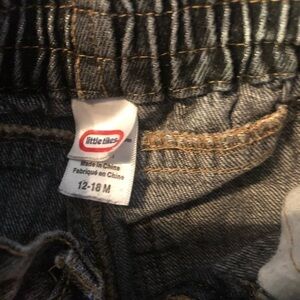 little tikes
Made in China
Fabriqué en Chine
12-18 M